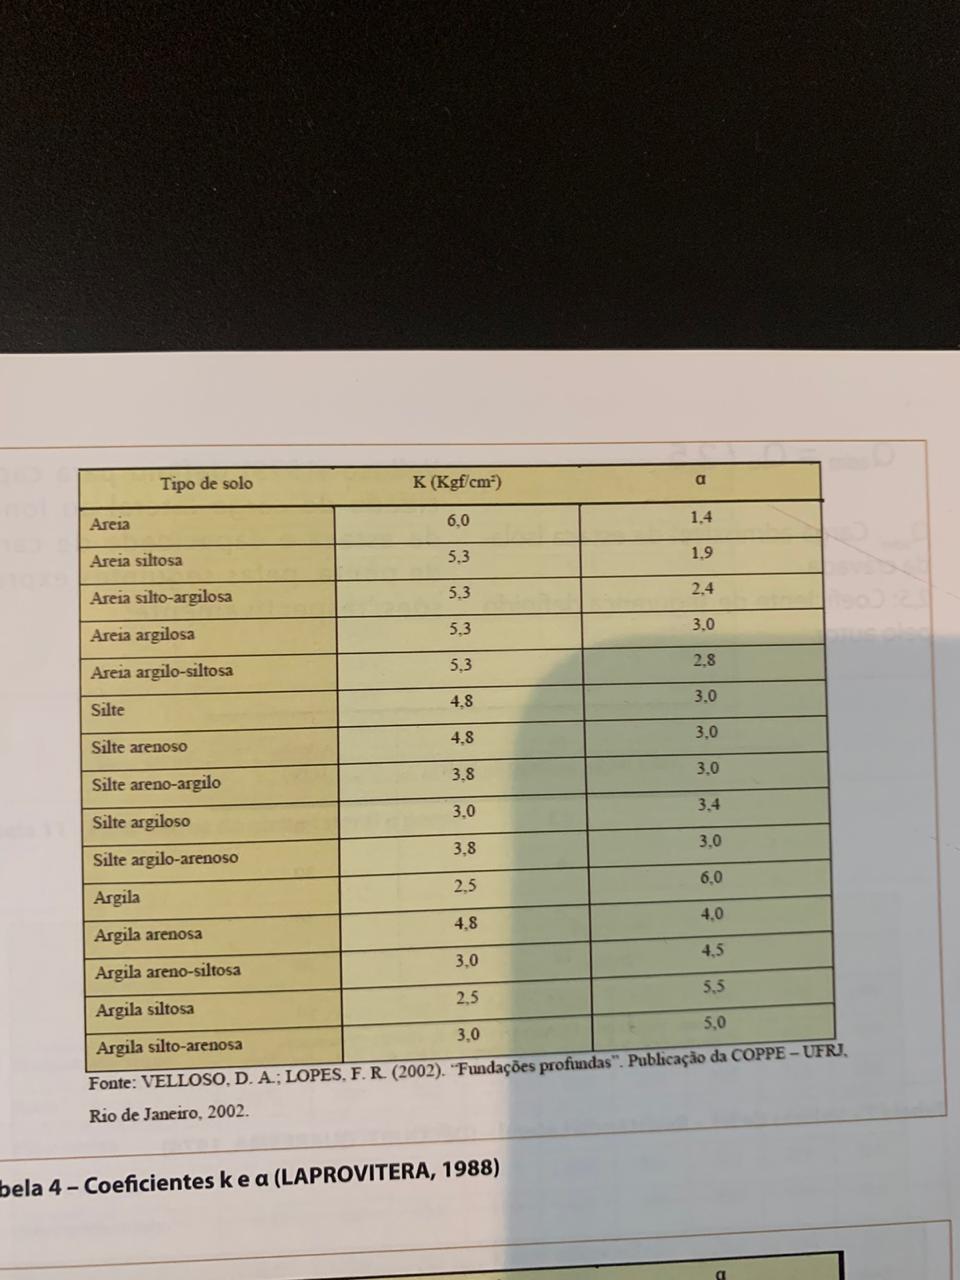 Tipo de solo K (Kgf/cm²) α
Areia 6,0 1,4
Areia siltosa 5,3 1,9
Areia silto-argilosa 5,3 2,4
Areia argilosa 5,3 3,0
Areia argilo-siltosa 5,3 2,8
Silte 4,8 3,0
Silte arenoso 4,8 3,0
Silte areno-argilo 3,8 3,0
Silte argiloso 3,0 3,4
Silte argilo-arenoso 3,8 3,0
Argila 2,5 6,0
Argila arenosa 4,8 4,0
Argila areno-siltosa 3,0 4,5
Argila siltosa 2,5 5,5
Argila silto-arenosa 3,0 5,0
Fonte: VELLOSO, D. A.; LOPES, F. R. (2002). “Fundações profundas”. Publicação da COPPE – UFRJ,
Rio de Janeiro, 2002.
bela 4 – Coeficientes k e α (LAPROVITERA, 1988)
α